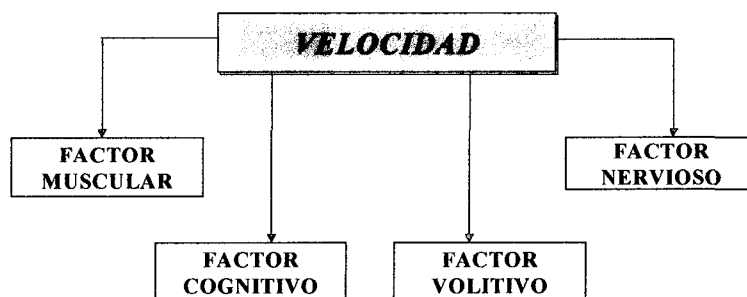 VELOCIDAD
FACTOR
MUSCULAR
FACTOR
NERVIOSO
FACTOR
COGNITIVO
FACTOR
VOLITIVO